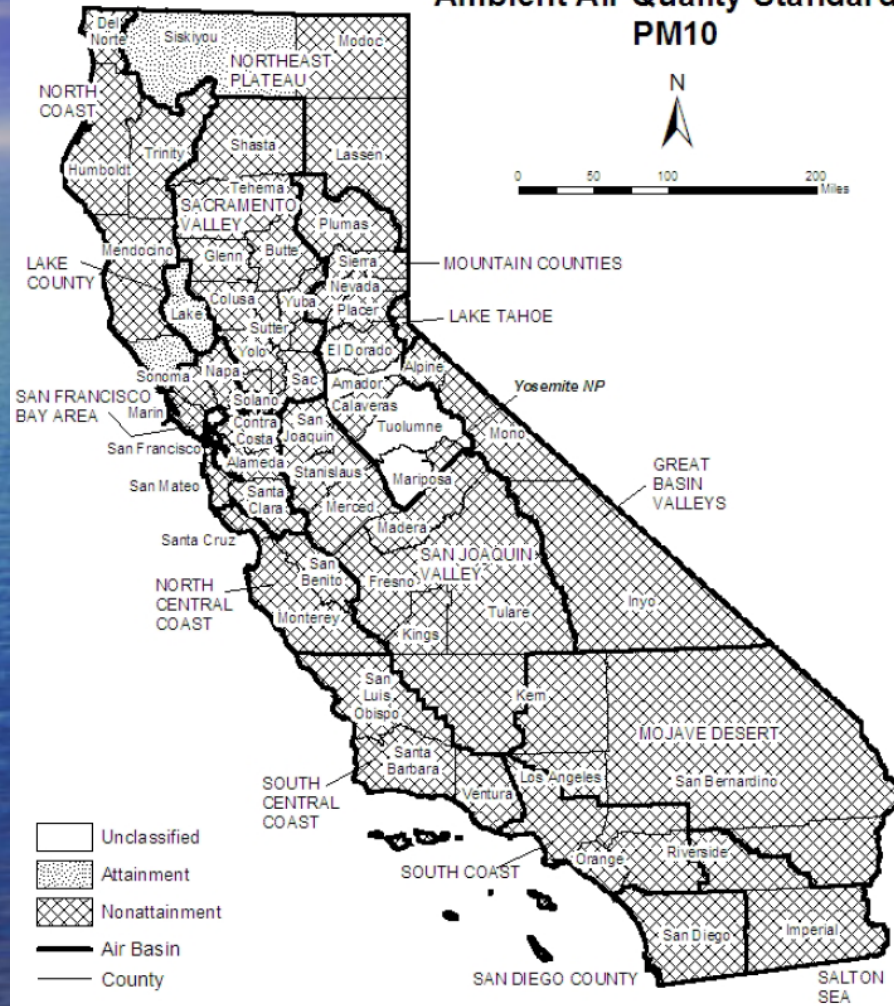 Ambient Air Quality Standard
PM10
N
0 50 100 200
Miles
Del
Norte
Siskiyou
Modoc
NORTHEAST
PLATEAU
NORTH
COAST
Humboldt
Trinity
Shasta
Lassen
Tehema
SACRAMENTO
VALLEY
Plumas
Mendocino
Glenn
Butte
Sierra
MOUNTAIN COUNTIES
LAKE
COUNTY
Nevada
Colusa
Yuba
Placer
Lake
Sutter
LAKE TAHOE
Yolo
El Dorado
Alpine
Sonoma
Napa
Sac
Amador
Yosemite NP
SAN FRANCISCO
BAY AREA
Marin
Solano
Calaveras
Contra
Costa
San
Joaquin
Tuolumne
Mono
San Francisco
Alameda
Stanislaus
Mariposa
GREAT
BASIN
VALLEYS
San Mateo
Santa
Clara
Merced
Madera
Santa Cruz
SAN JOAQUIN
VALLEY
San
Benito
Fresno
NORTH
CENTRAL
COAST
Monterey
Tulare
Inyo
Kings
San
Luis
Obispo
Kern
MOJAVE DESERT
Santa
Barbara
Los Angeles
San Bernardino
SOUTH
CENTRAL
COAST
Ventura
SOUTH COAST
Orange
Riverside
San Diego
Imperial
SAN DIEGO COUNTY
SALTON
SEA
Unclassified
Attainment
Nonattainment
Air Basin
County